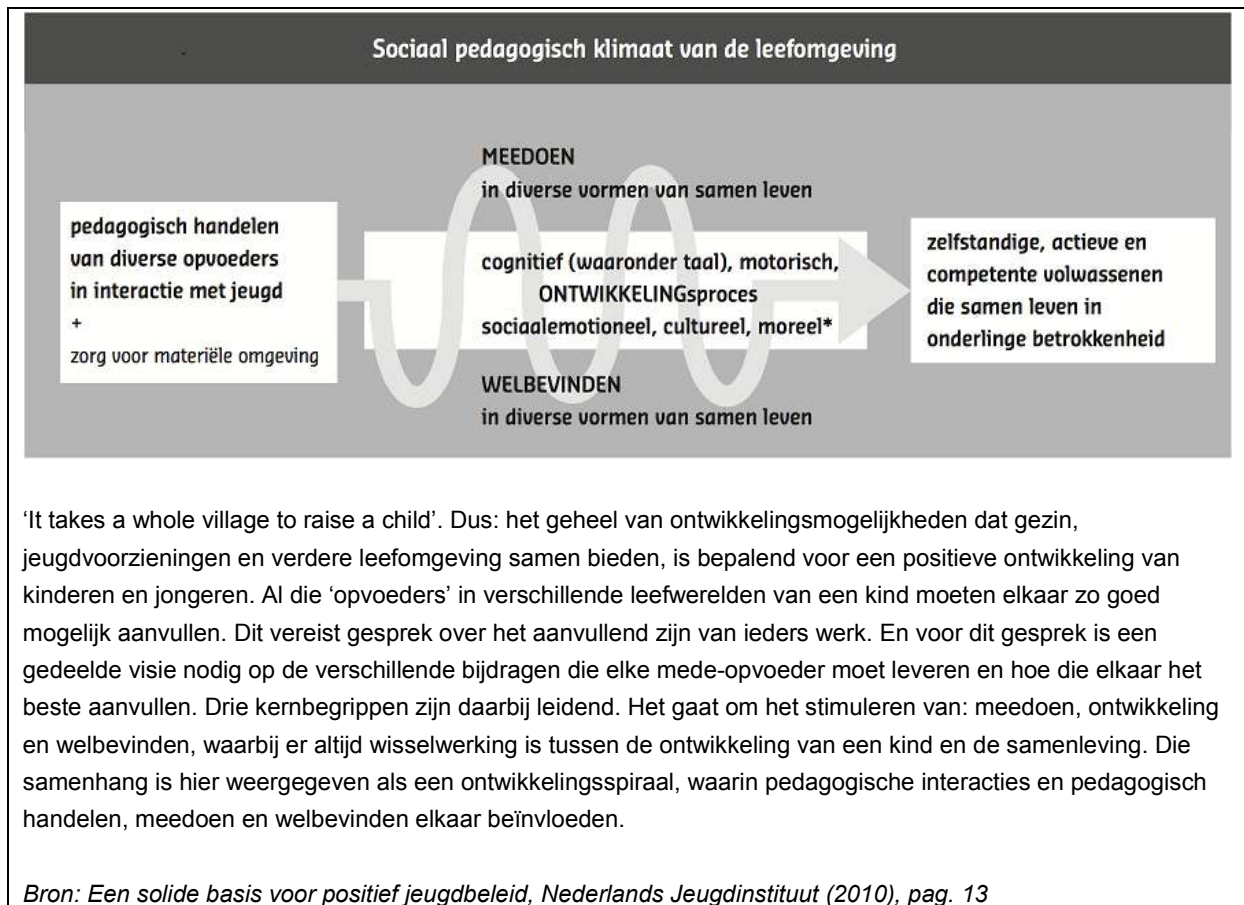 Sociaal pedagogisch klimaat van de leefomgeving
MEEDOEN
in diverse vormen van samen leven
pedagogisch handelen
van diverse opvoeders
in interactie met jeugd
+
zorg voor materiële omgeving
cognitief (waaronder taal), motorisch,
ONTWIKKELINGsproces
sociaalemotioneel, cultureel, moreel*
zelfstandige, actieve en
competente volwassenen
die samen leven in
onderlinge betrokkenheid
WELBEVINDEN
in diverse vormen van samen leven
‘It takes a whole village to raise a child’. Dus: het geheel van ontwikkelingsmogelijkheden dat gezin,
jeugdvoorzieningen en verdere leefomgeving samen bieden, is bepalend voor een positieve ontwikkeling van
kinderen en jongeren. Al die ‘opvoeders’ in verschillende leefwerelden van een kind moeten elkaar zo goed
mogelijk aanvullen. Dit vereist gesprek over het aanvullend zijn van ieders werk. En voor dit gesprek is een
gedeelde visie nodig op de verschillende bijdragen die elke mede-opvoeder moet leveren en hoe die elkaar het
beste aanvullen. Drie kernbegrippen zijn daarbij leidend. Het gaat om het stimuleren van: meedoen, ontwikkeling
en welbevinden, waarbij er altijd wisselwerking is tussen de ontwikkeling van een kind en de samenleving. Die
samenhang is hier weergegeven als een ontwikkelingsspiraal, waarin pedagogische interacties en pedagogisch
handelen, meedoen en welbevinden elkaar beïnvloeden.
Bron: Een solide basis voor positief jeugdbeleid, Nederlands Jeugdinstituut (2010), pag. 13